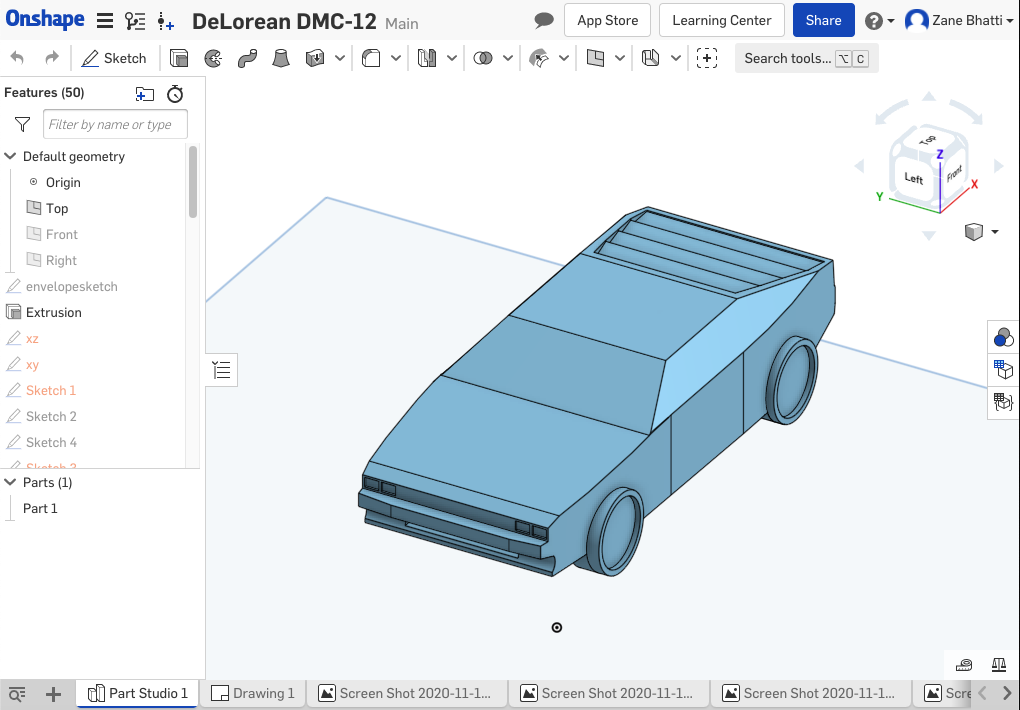 Onshape DeLorean DMC-12 Main App Store Learning Center Share Zane Bhatti
Sketch Search tools... ⌥ C
Features (50)
Filter by name or type
Default geometry
Origin
Top
Front
Right
envelopesketch
Extrusion
xz
xy
Sketch 1
Sketch 2
Sketch 4
Sketch 3
Parts (1)
Part 1
Top
Z
Left
Front
X
Y
Part Studio 1 Drawing 1 Screen Shot 2020-11-1... Screen Shot 2020-11-1... Screen Shot 2020-11-1... Scre